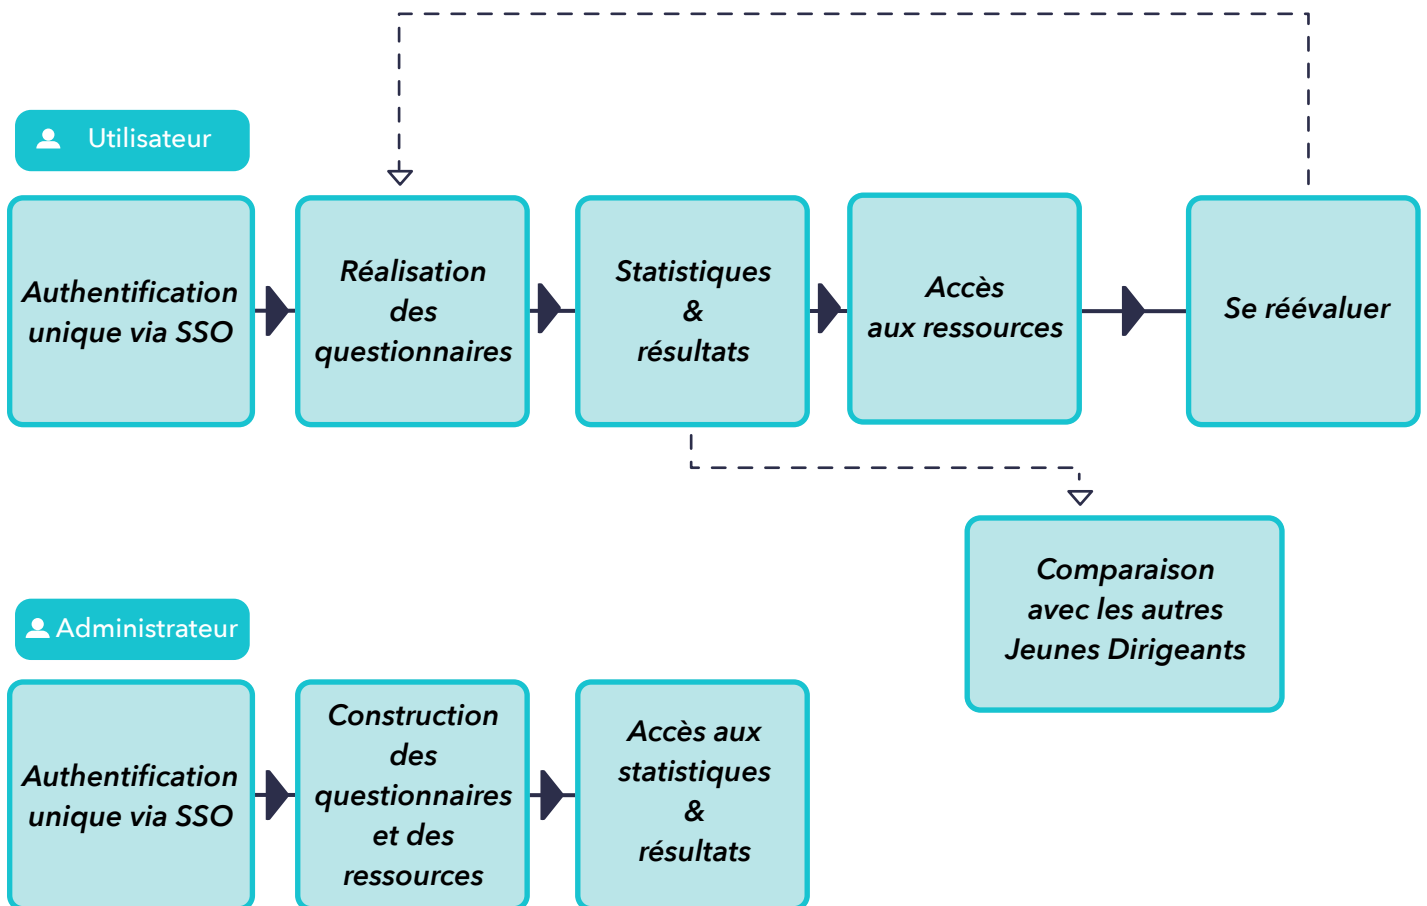 Utilisateur
Authentification
unique via SSO
Réalisation
des
questionnaires
Statistiques
&
résultats
Accès
aux ressources
Se réévaluer
Comparaison
avec les autres
Jeunes Dirigeants
Administrateur
Authentification
unique via SSO
Construction
des
questionnaires
et des
ressources
Accès aux
statistiques
&
résultats